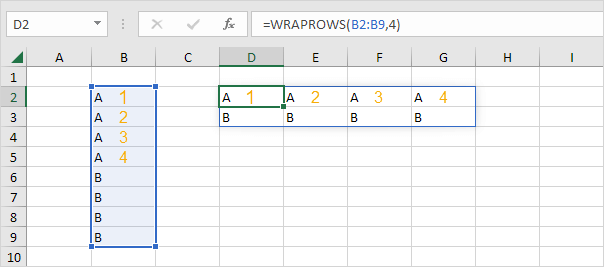 D2 fx =WRAPROWS(B2:B9,4)
A B C D E F G H I
1
2 A 1 A 1 A 2 A 3 A 4
3 A 2 B B B B
4 A 3
5 A 4
6 B
7 B
8 B
9 B
10